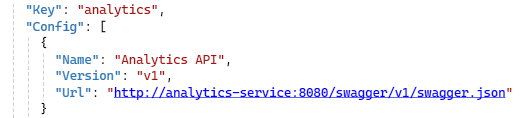 "Key": "analytics",
"Config": [
{
"Name": "Analytics API",
"Version": "v1",
"Url": "http://analytics-service:8080/swagger/v1/swagger.json"
}